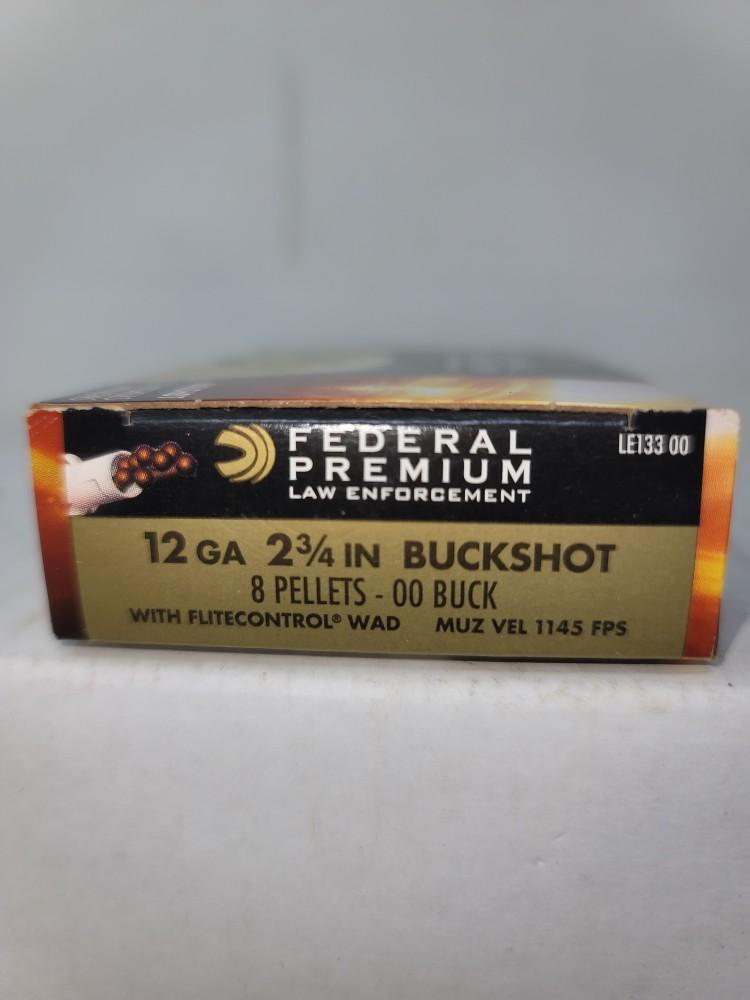 FEDERAL
PREMIUM
LAW ENFORCEMENT
LE133 00
12 GA 2¾ IN BUCKSHOT
8 PELLETS - 00 BUCK
WITH FLITECONTROL® WAD MUZ VEL 1145 FPS